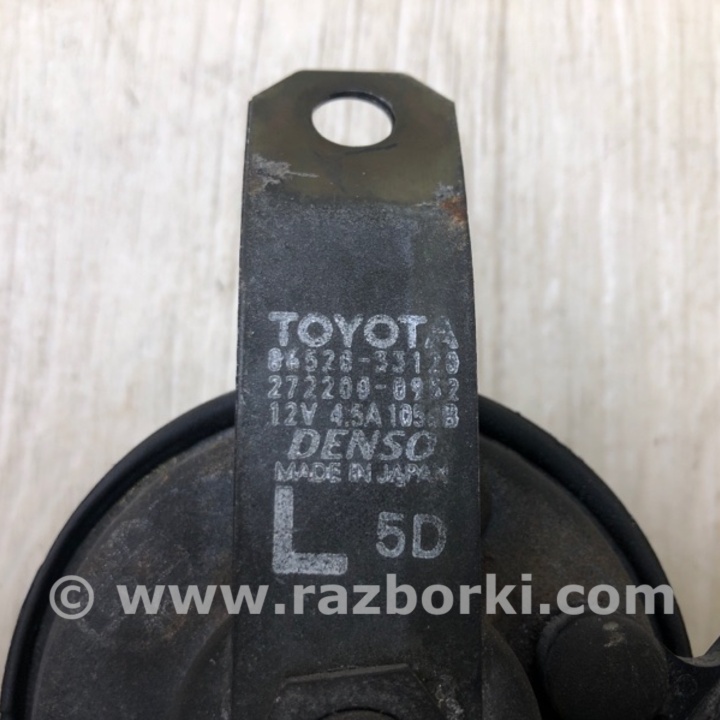 TOYOTA
86520-33120
272200-0952
12V 4.5A 105dB
DENSO
MADE IN JAPAN
L 5D
© www.razborki.com